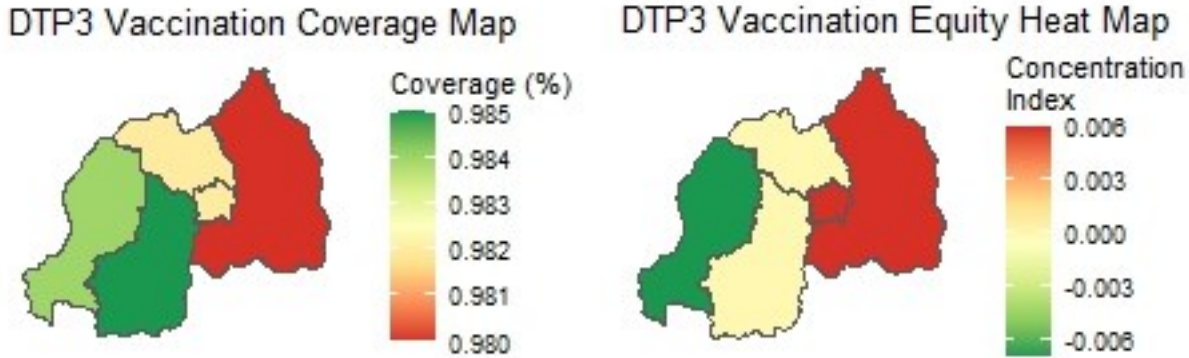 DTP3 Vaccination Coverage Map
Coverage (%)
0.985
0.984
0.983
0.982
0.981
0.980
DTP3 Vaccination Equity Heat Map
Concentration
Index
0.006
0.003
0.000
-0.003
-0.006